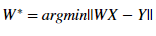 W* = argmin||WX − Y||